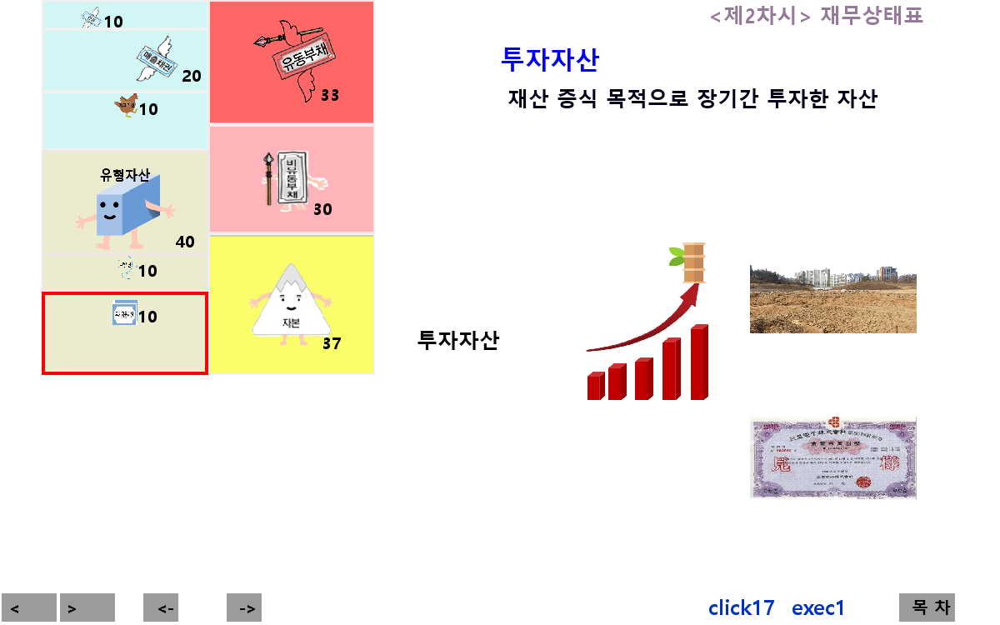 <제2차시> 재무상태표
투자자산
재산 증식 목적으로 장기간 투자한 자산
10
매출채권
20
10
유형자산
40
10
10
유동부채
33
비유동부채
30
자본
37
투자자산
<
>
<-
->
click17 exec1
목 차